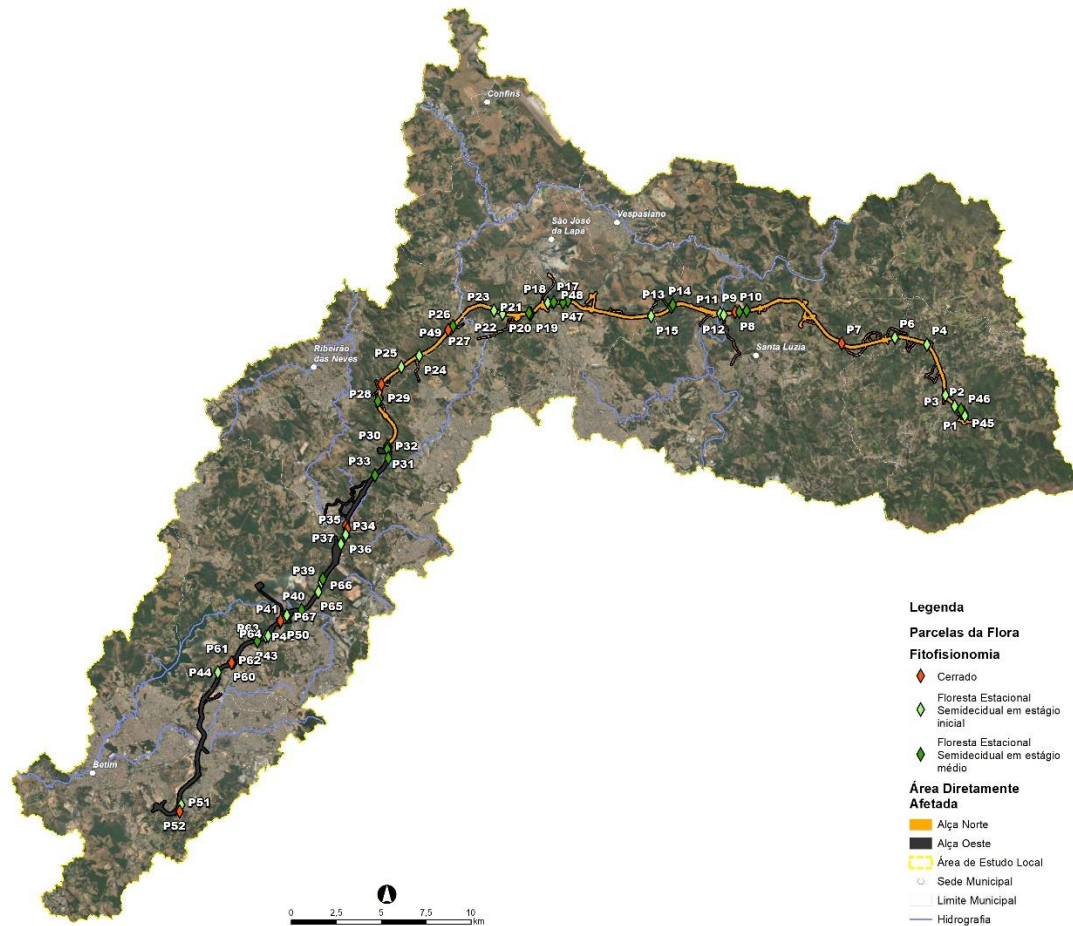 Confins
São José
da Lapa
Vespasiano
P18
P17
P48
P23
P21
P22
P20
P19
P47
P13
P14
P15
P11
P9
P10
P12
P8
Santa Luzia
P7
P6
P4
P2
P3
P46
P1
P45
P26
P49
P27
Ribeirão
das Neves
P25
P24
P28
P29
P30
P32
P33
P31
P35
P34
P37
P36
P39
P66
P40
P65
P41
P67
P63
P64
P4
P50
P43
P61
P62
P44
P60
Betim
P51
P52
Legenda
Parcelas da Flora
Fitofisionomia
Cerrado
Floresta Estacional
Semidecidual em estágio
inicial
Floresta Estacional
Semidecidual em estágio
médio
Área Diretamente
Afetada
Alça Norte
Alça Oeste
Área de Estudo Local
Sede Municipal
Limite Municipal
Hidrografia
0 2,5 5 7,5 10
km